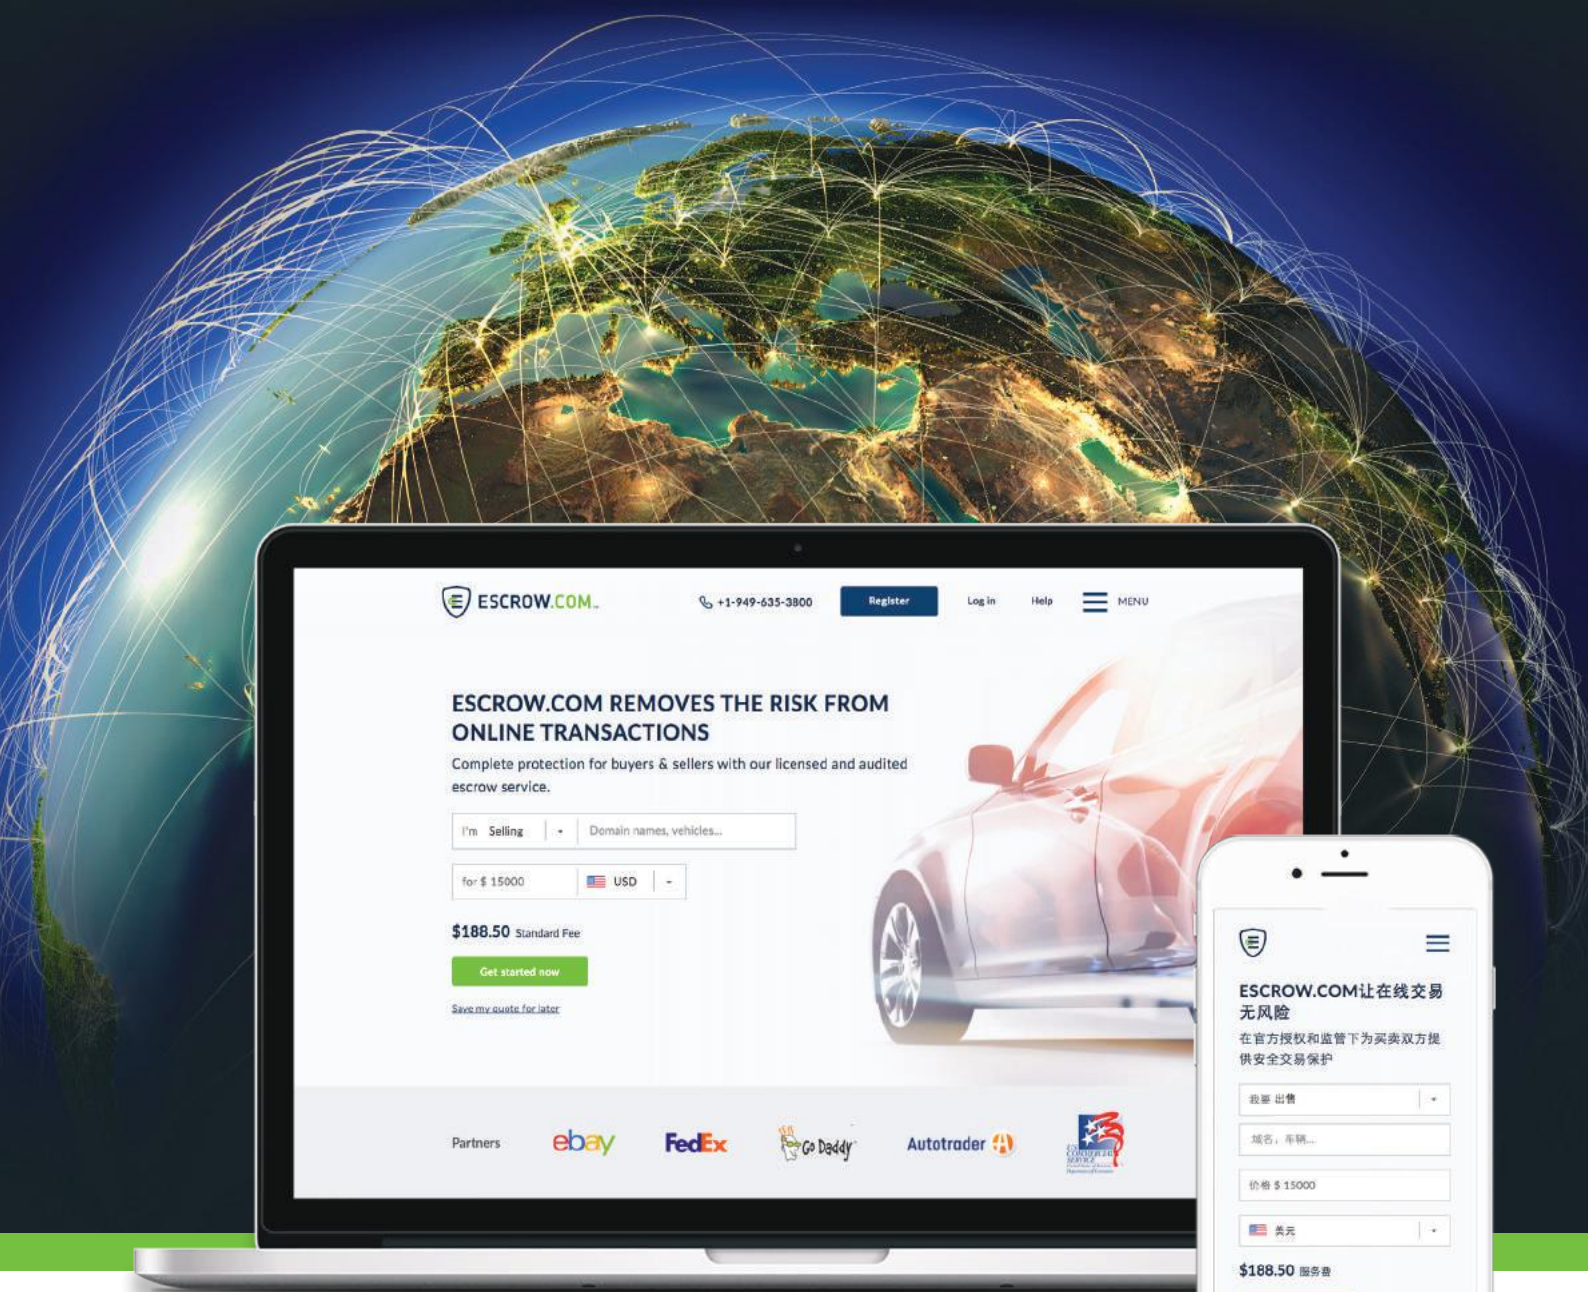 ESCROW.COM
+1-949-635-3800
Register
Log in
Help
MENU
ESCROW.COM REMOVES THE RISK FROM
ONLINE TRANSACTIONS
Complete protection for buyers & sellers with our licensed and audited
escrow service.
I'm Selling
Domain names, vehicles...
for $ 15000
USD
$188.50 Standard Fee
Get started now
Save my quote for later
Partners
ebay
FedEx
Go Daddy
Autotrader
U.S.
COMMERCIAL
SERVICE
ESCROW.COM让在线交易
无风险
在官方授权和监管下为买卖双方提
供安全交易保护
我要 出售
域名，车辆...
价格 $ 15000
美元
$188.50 服务费